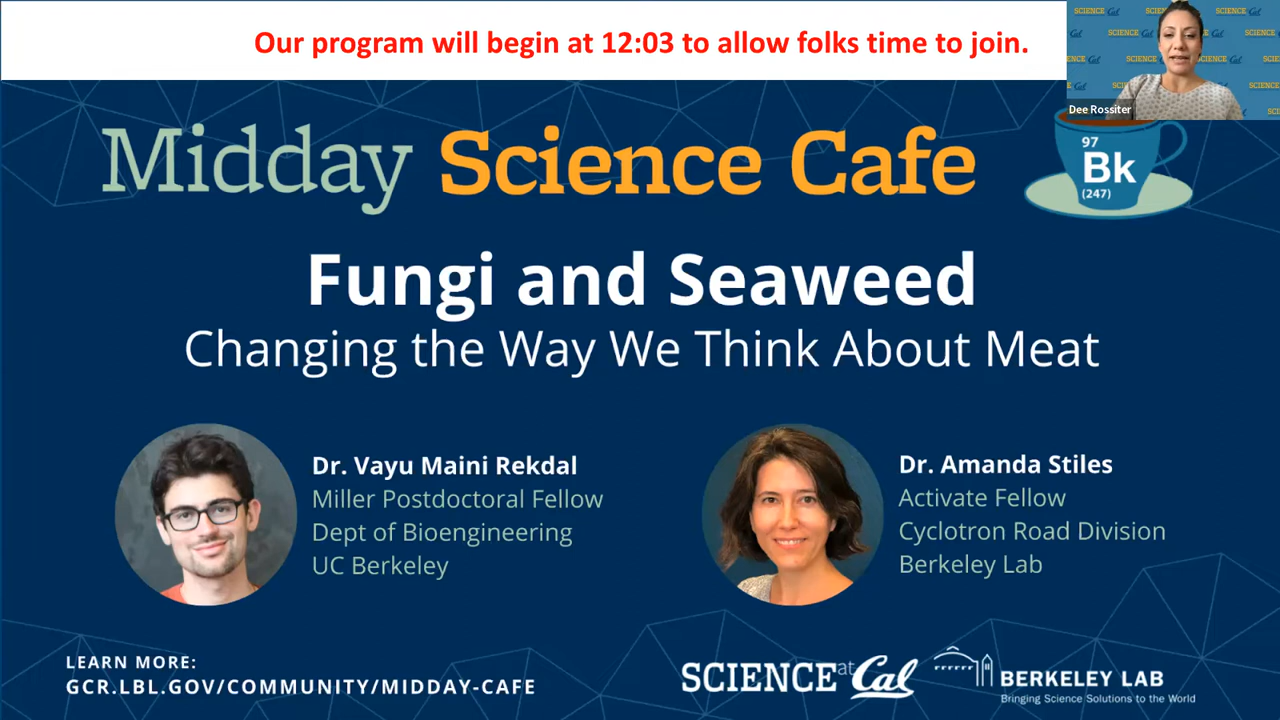 Our program will begin at 12:03 to allow folks time to join.
Dee Rossiter
Midday Science Cafe
97
Bk
(247)
Fungi and Seaweed
Changing the Way We Think About Meat
Dr. Vayu Maini Rekdal
Miller Postdoctoral Fellow
Dept of Bioengineering
UC Berkeley
Dr. Amanda Stiles
Activate Fellow
Cyclotron Road Division
Berkeley Lab
LEARN MORE:
GCR.LBL.GOV/COMMUNITY/MIDDAY-CAFE
SCIENCE at Cal
BERKELEY LAB
Bringing Science Solutions to the World